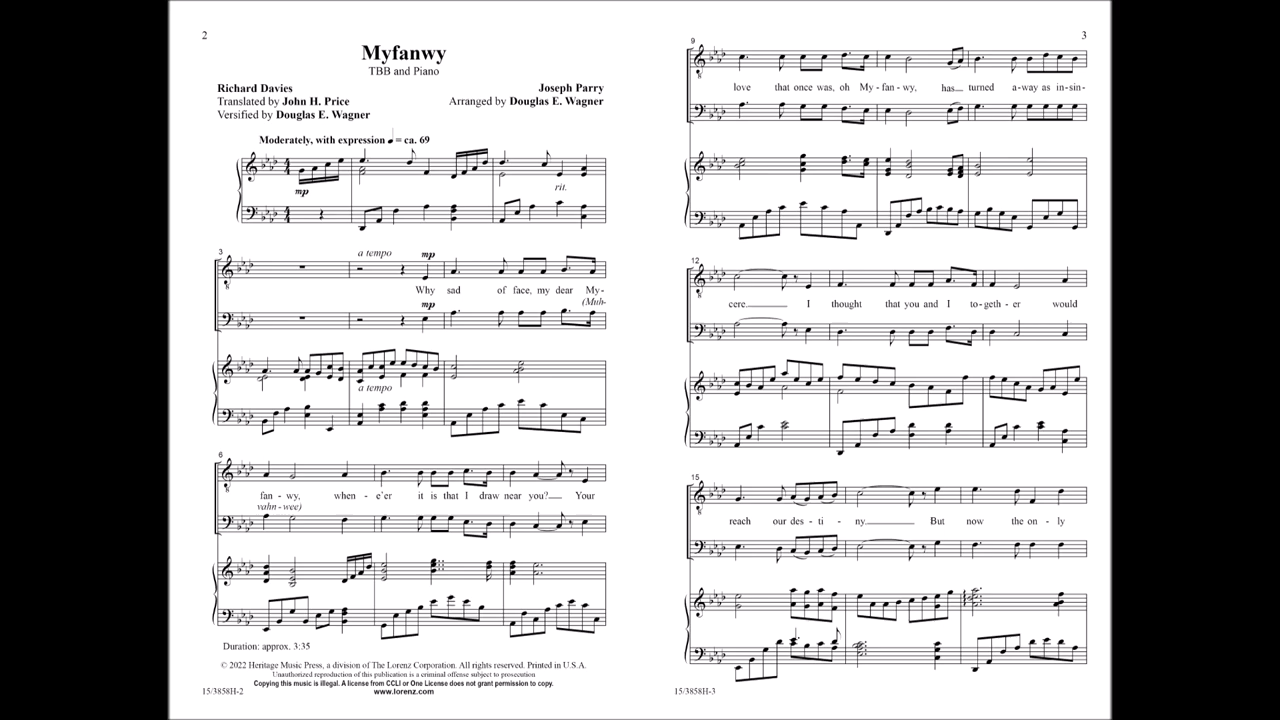 2
Myfanwy
TBB and Piano
Richard Davies
Translated by John H. Price
Versified by Douglas E. Wagner
Joseph Parry
Arranged by Douglas E. Wagner
Moderately, with expression ♩ = ca. 69
mp
rit.
3
a tempo
mp
Why sad of face, my dear My-
(Muh-
mp
a tempo
6
fan - wy, when - e'er it is that I draw near you? Your
vahn-wee)
Duration: approx. 3:35
© 2022 Heritage Music Press, a division of The Lorenz Corporation. All rights reserved. Printed in U.S.A.
Unauthorized reproduction of this publication is a criminal offense subject to prosecution
Copying this music is illegal. A license from CCLI or One License does not grant permission to copy.
www.lorenz.com
15/3858H-2
3
9
love that once was, oh My - fan - wy, has turned a-way as in-sin-
12
cere. I thought that you and I to-geth - er would
15
reach our des - ti - ny. But now the on - ly
15/3858H-3